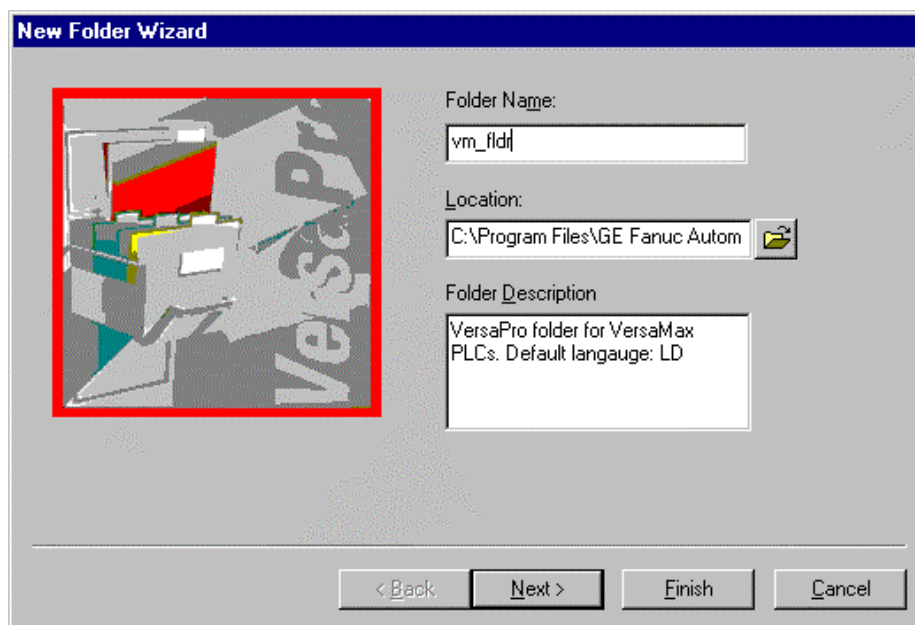 New Folder Wizard
VersaPro
Folder Name:
vm_fldr
Location:
C:\Program Files\GE Fanuc Autom
Folder Description
VersaPro folder for VersaMax
PLCs. Default langauge: LD
< Back
Next >
Finish
Cancel